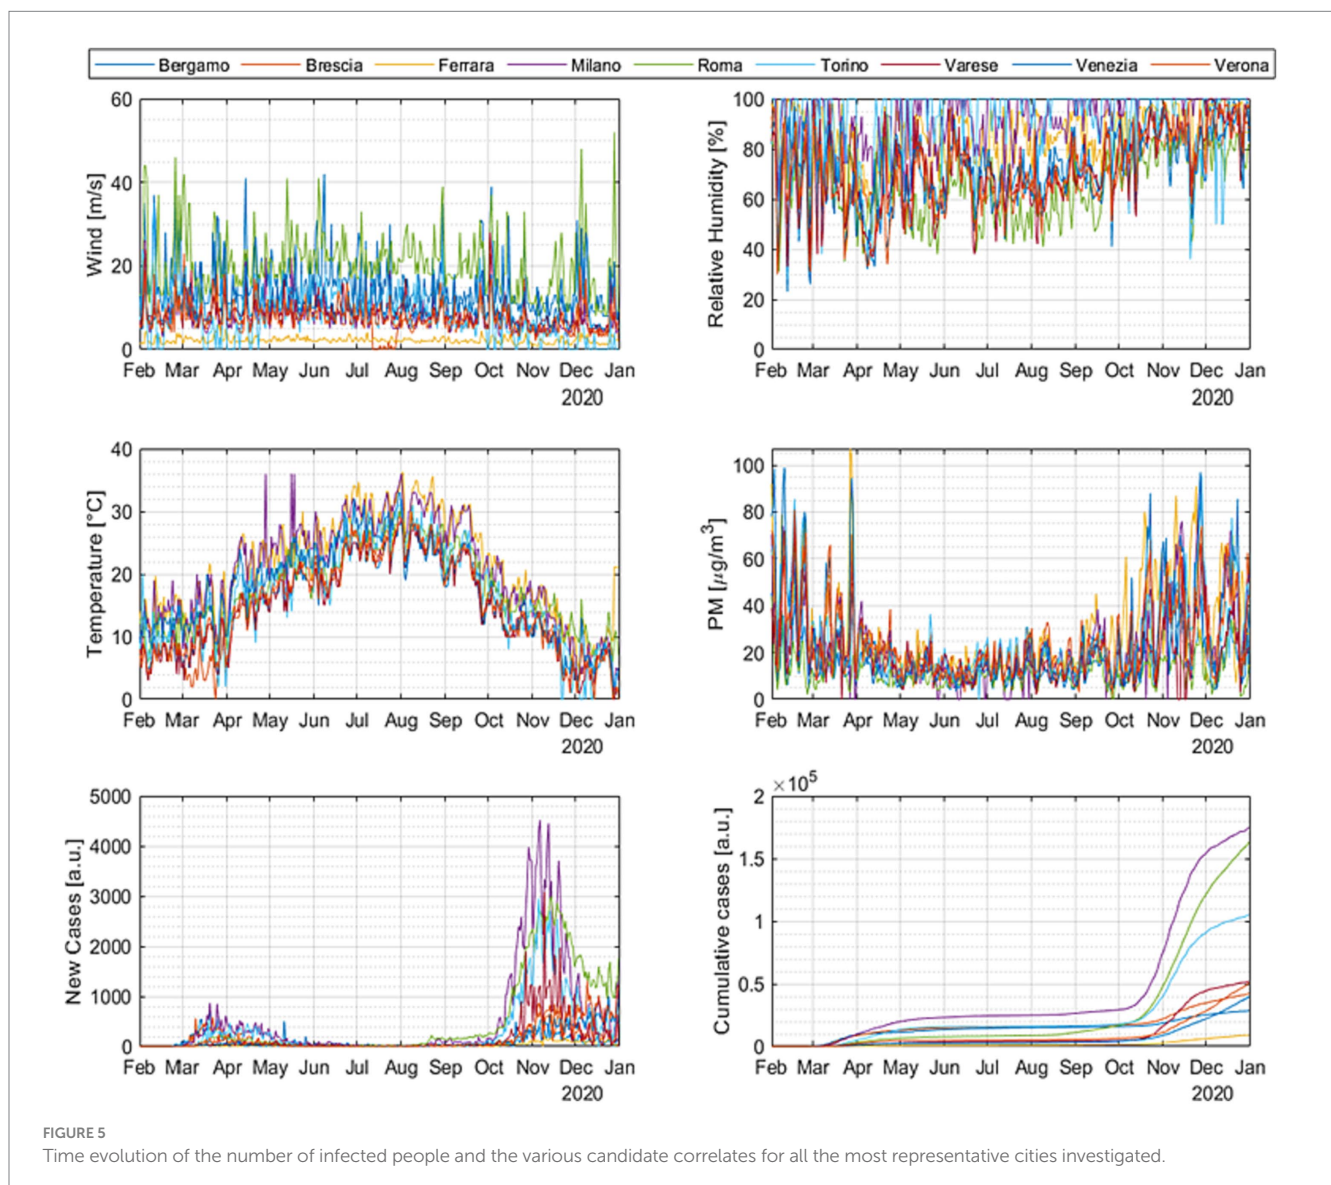 Bergamo Brescia Ferrara Milano Roma Torino Varese Venezia Verona
Wind [m/s]
60
40
20
0
Feb Mar Apr May Jun Jul Aug Sep Oct Nov Dec Jan
2020
Relative Humidity [%]
100
80
60
40
20
0
Feb Mar Apr May Jun Jul Aug Sep Oct Nov Dec Jan
2020
Temperature [°C]
40
30
20
10
0
Feb Mar Apr May Jun Jul Aug Sep Oct Nov Dec Jan
2020
PM [μg/m³]
100
80
60
40
20
0
Feb Mar Apr May Jun Jul Aug Sep Oct Nov Dec Jan
2020
New Cases [a.u.]
5000
4000
3000
2000
1000
0
Feb Mar Apr May Jun Jul Aug Sep Oct Nov Dec Jan
2020
Cumulative cases [a.u.]
×10⁵
2
1.5
1
0.5
0
Feb Mar Apr May Jun Jul Aug Sep Oct Nov Dec Jan
2020
FIGURE 5
Time evolution of the number of infected people and the various candidate correlates for all the most representative cities investigated.